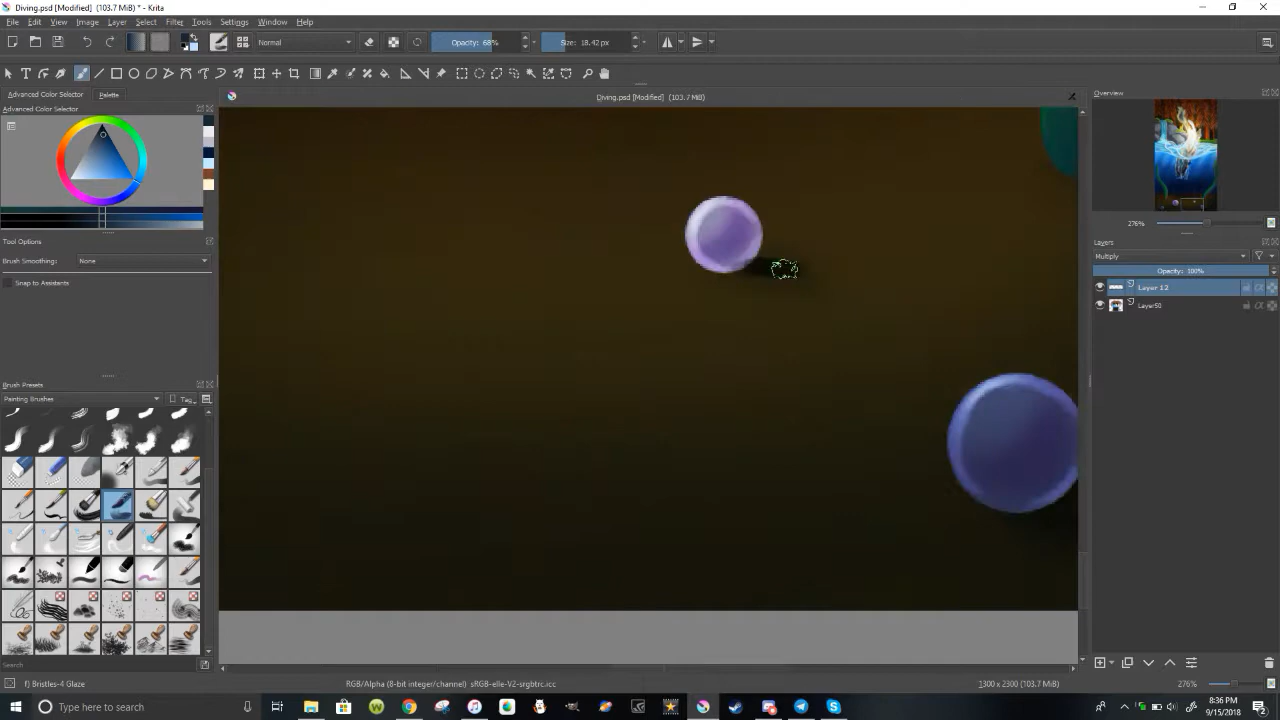 Diving.psd [Modified] (103.7 MiB) * - Krita
File Edit View Image Layer Select Filter Tools Settings Window Help
Normal
Opacity: 68%
Size: 18.42 px
Advanced Color Selector
Palette
Diving.psd [Modified] (103.7 MiB)
Overview
Advanced Color Selector
276%
Tool Options
Layers
Brush Smoothing: None
Multiply
Opacity: 100%
Snap to Assistants
Layer 12
Layer50
Brush Presets
Painting Brushes
Tag
Search
f) Bristles-4 Glaze
RGB/Alpha (8-bit integer/channel) sRGB-elle-V2-srgbtrc.icc
1300 x 2300 (103.7 MiB)
276%
Type here to search
8:36 PM
9/15/2018